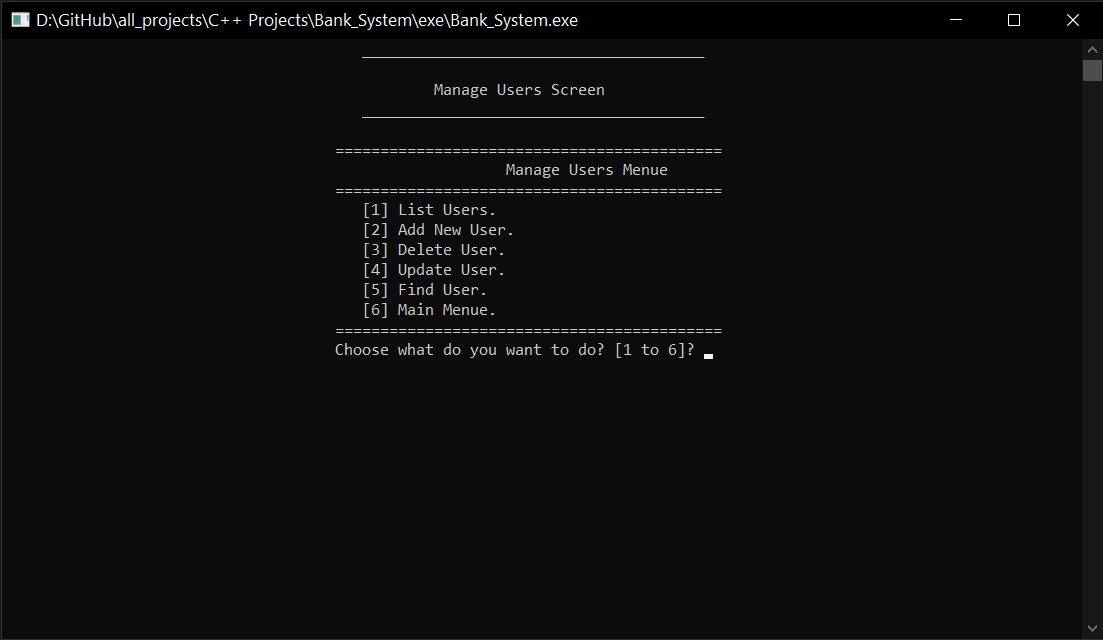 D:\GitHub\all_projects\C++ Projects\Bank_System\exe\Bank_System.exe
Manage Users Screen
===========================================
Manage Users Menue
===========================================
[1] List Users.
[2] Add New User.
[3] Delete User.
[4] Update User.
[5] Find User.
[6] Main Menue.
===========================================
Choose what do you want to do? [1 to 6]?